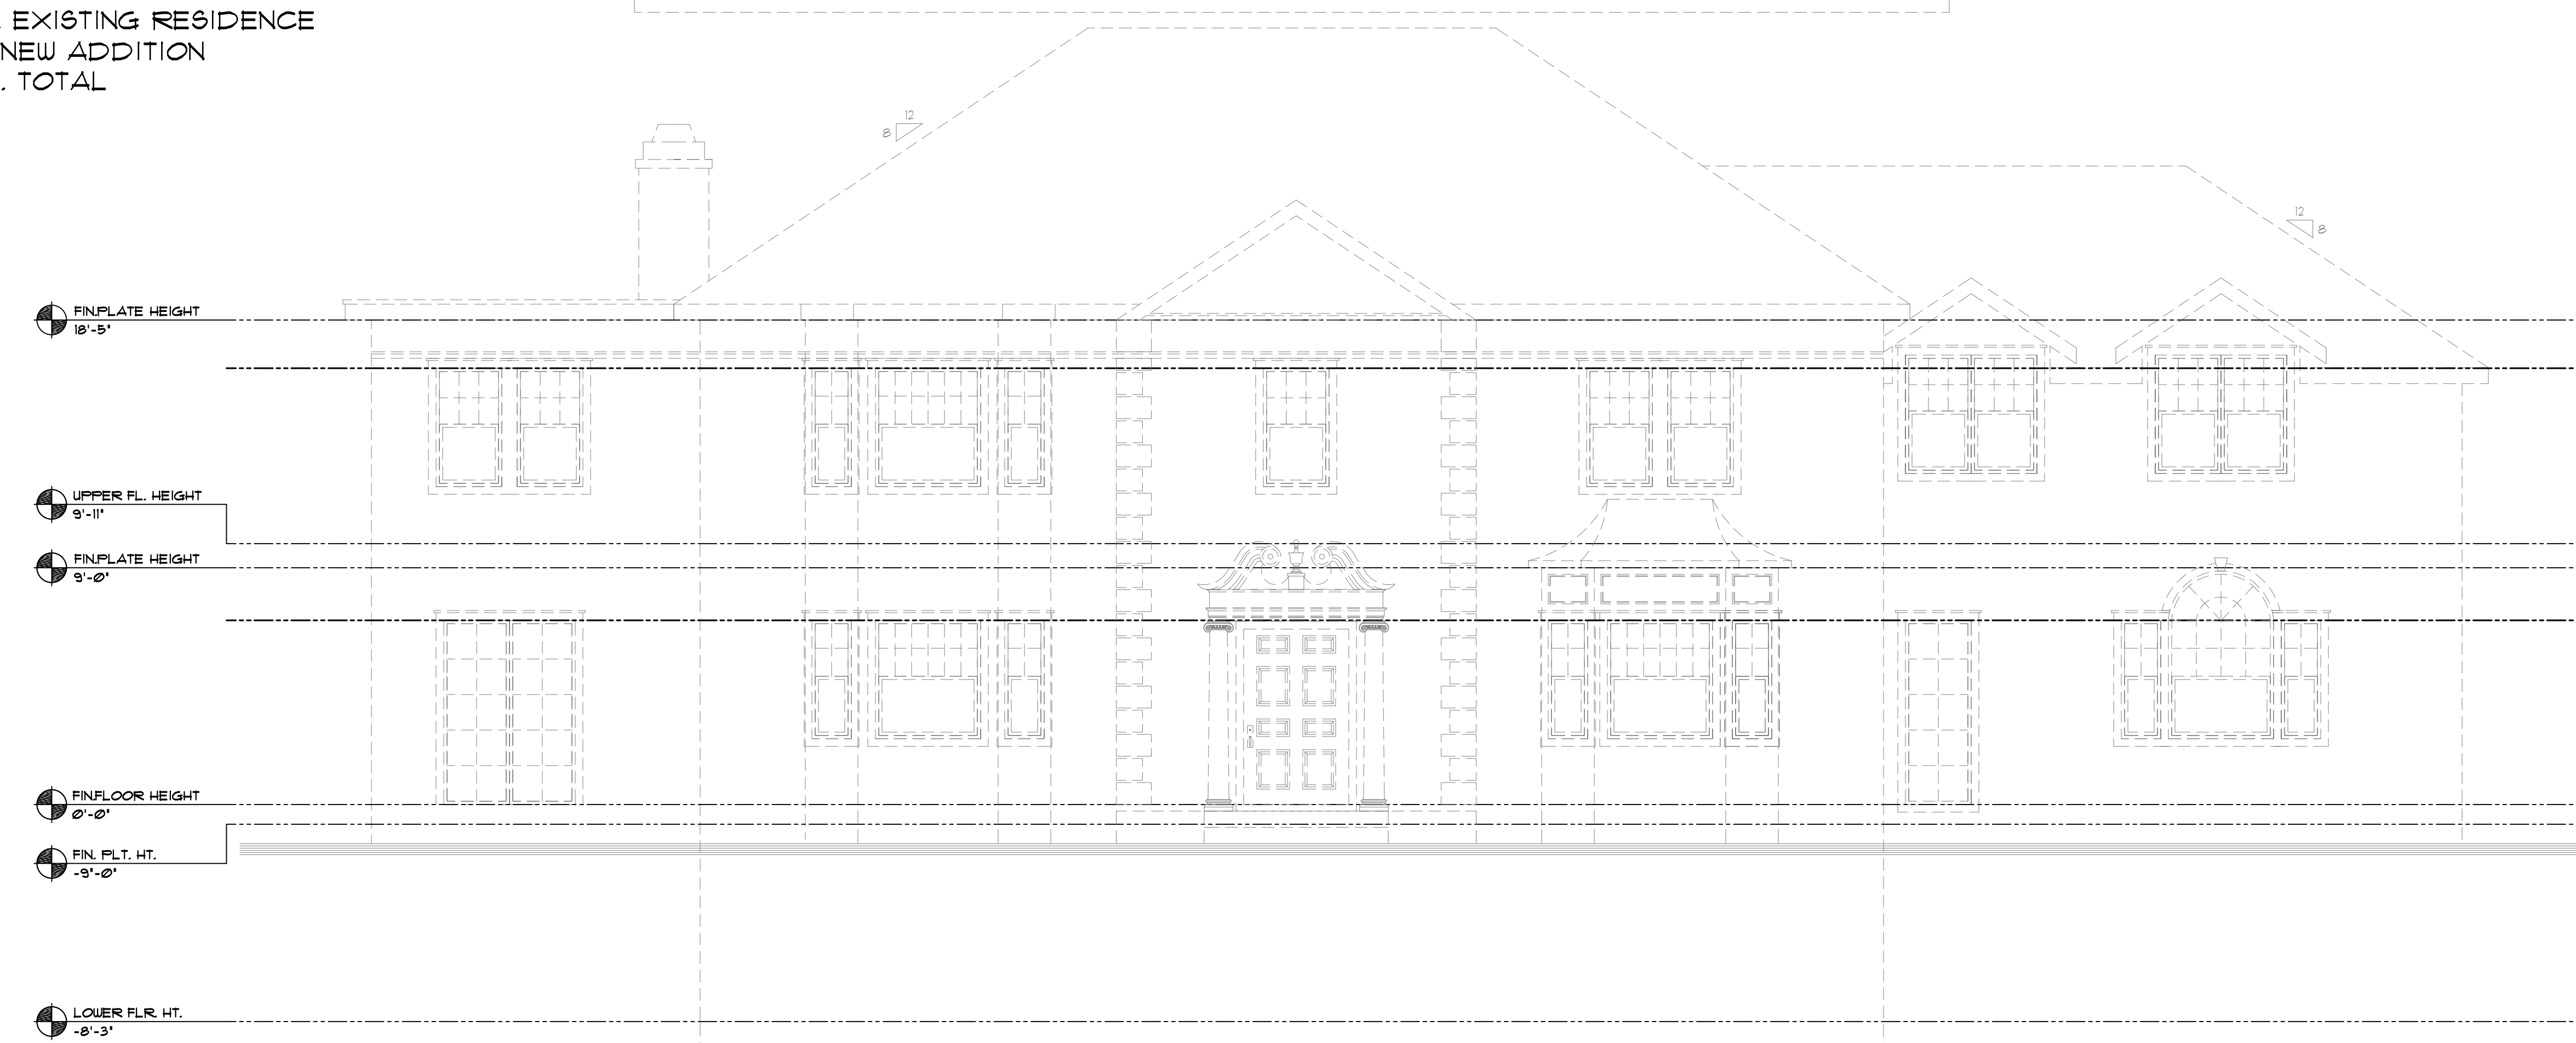 . EXISTING RESIDENCE
NEW ADDITION
. TOTAL
12
8
12
8
FIN.PLATE HEIGHT
18'-5"
UPPER FL. HEIGHT
9'-11"
FIN.PLATE HEIGHT
9'-0"
FIN.FLOOR HEIGHT
0'-0"
FIN. PLT. HT.
-9"-0"
LOWER FLR. HT.
-8'-3"